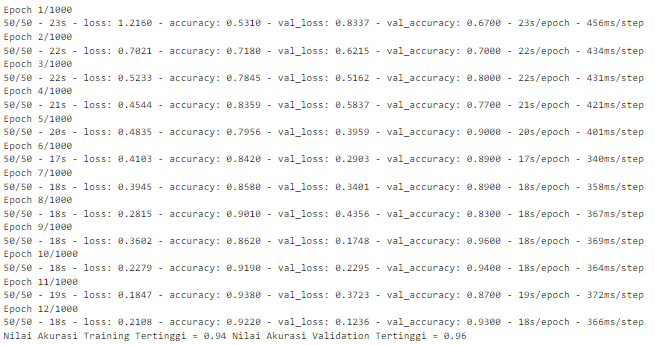 Epoch 1/1000
50/50 - 23s - loss: 1.2160 - accuracy: 0.5310 - val_loss: 0.8337 - val_accuracy: 0.6700 - 23s/epoch - 456ms/step
Epoch 2/1000
50/50 - 22s - loss: 0.7021 - accuracy: 0.7180 - val_loss: 0.6215 - val_accuracy: 0.7000 - 22s/epoch - 434ms/step
Epoch 3/1000
50/50 - 22s - loss: 0.5233 - accuracy: 0.7845 - val_loss: 0.5162 - val_accuracy: 0.8000 - 22s/epoch - 431ms/step
Epoch 4/1000
50/50 - 21s - loss: 0.4544 - accuracy: 0.8359 - val_loss: 0.5837 - val_accuracy: 0.7700 - 21s/epoch - 421ms/step
Epoch 5/1000
50/50 - 20s - loss: 0.4835 - accuracy: 0.7956 - val_loss: 0.3959 - val_accuracy: 0.9000 - 20s/epoch - 401ms/step
Epoch 6/1000
50/50 - 17s - loss: 0.4103 - accuracy: 0.8420 - val_loss: 0.2903 - val_accuracy: 0.8900 - 17s/epoch - 340ms/step
Epoch 7/1000
50/50 - 18s - loss: 0.3945 - accuracy: 0.8580 - val_loss: 0.3401 - val_accuracy: 0.8900 - 18s/epoch - 358ms/step
Epoch 8/1000
50/50 - 18s - loss: 0.2815 - accuracy: 0.9010 - val_loss: 0.4356 - val_accuracy: 0.8300 - 18s/epoch - 367ms/step
Epoch 9/1000
50/50 - 18s - loss: 0.3602 - accuracy: 0.8620 - val_loss: 0.1748 - val_accuracy: 0.9600 - 18s/epoch - 369ms/step
Epoch 10/1000
50/50 - 18s - loss: 0.2279 - accuracy: 0.9190 - val_loss: 0.2295 - val_accuracy: 0.9400 - 18s/epoch - 364ms/step
Epoch 11/1000
50/50 - 19s - loss: 0.1847 - accuracy: 0.9380 - val_loss: 0.3723 - val_accuracy: 0.8700 - 19s/epoch - 372ms/step
Epoch 12/1000
50/50 - 18s - loss: 0.2108 - accuracy: 0.9220 - val_loss: 0.1236 - val_accuracy: 0.9300 - 18s/epoch - 366ms/step
Nilai Akurasi Training Tertinggi = 0.94 Nilai Akurasi Validation Tertinggi = 0.96